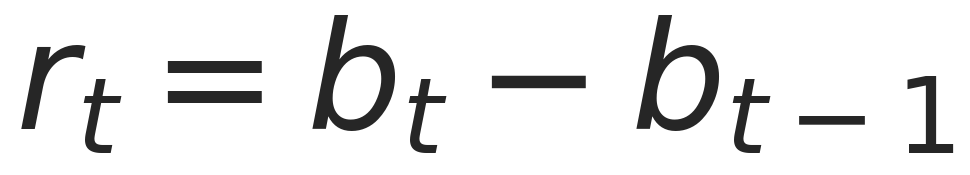 $r_t = b_t - b_{t-1}$